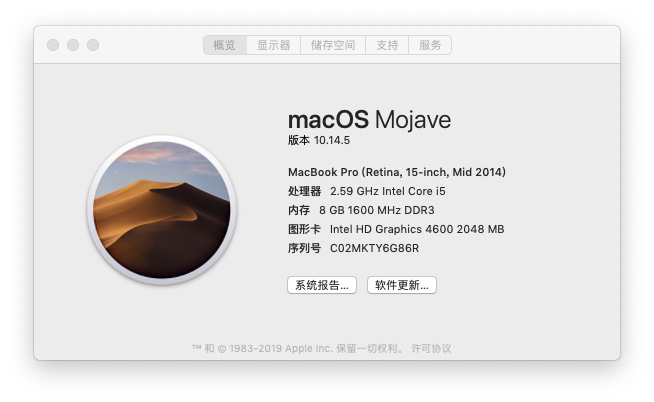 概览 显示器 储存空间 支持 服务
macOS Mojave
版本 10.14.5
MacBook Pro (Retina, 15-inch, Mid 2014)
处理器 2.59 GHz Intel Core i5
内存 8 GB 1600 MHz DDR3
图形卡 Intel HD Graphics 4600 2048 MB
序列号 C02MKTY6G86R
系统报告... 软件更新...
™ 和 © 1983-2019 Apple Inc. 保留一切权利。 许可协议